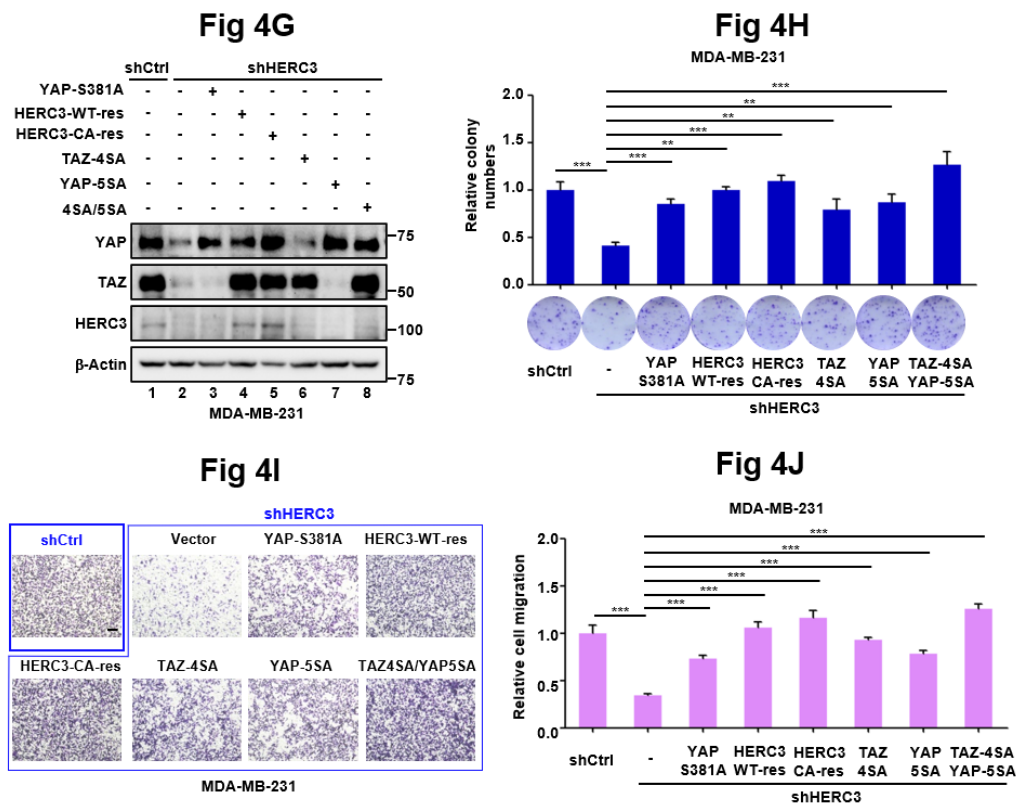 Fig 4G
shCtrl shHERC3
YAP-S381A - - + - - - - -
HERC3-WT-res - - - + - - - -
HERC3-CA-res - - - - + - - -
TAZ-4SA - - - - - + - -
YAP-5SA - - - - - - + -
4SA/5SA - - - - - - - +
YAP 75
TAZ 50
HERC3 100
β-Actin 75
1 2 3 4 5 6 7 8
MDA-MB-231
Fig 4H
MDA-MB-231
***
**
**
***
**
*** ***
Relative colony
numbers
2.0
1.5
1.0
0.5
0.0
shCtrl - YAP HERC3 HERC3 TAZ YAP TAZ-4SA
S381A WT-res CA-res 4SA 5SA YAP-5SA
shHERC3
Fig 4I
shHERC3
shCtrl Vector YAP-S381A HERC3-WT-res
HERC3-CA-res TAZ-4SA YAP-5SA TAZ4SA/YAP5SA
MDA-MB-231
Fig 4J
MDA-MB-231
***
***
***
***
***
*** ***
Relative cell migration
2.0
1.5
1.0
0.5
0.0
shCtrl - YAP HERC3 HERC3 TAZ YAP TAZ-4SA
S381A WT-res CA-res 4SA 5SA YAP-5SA
shHERC3